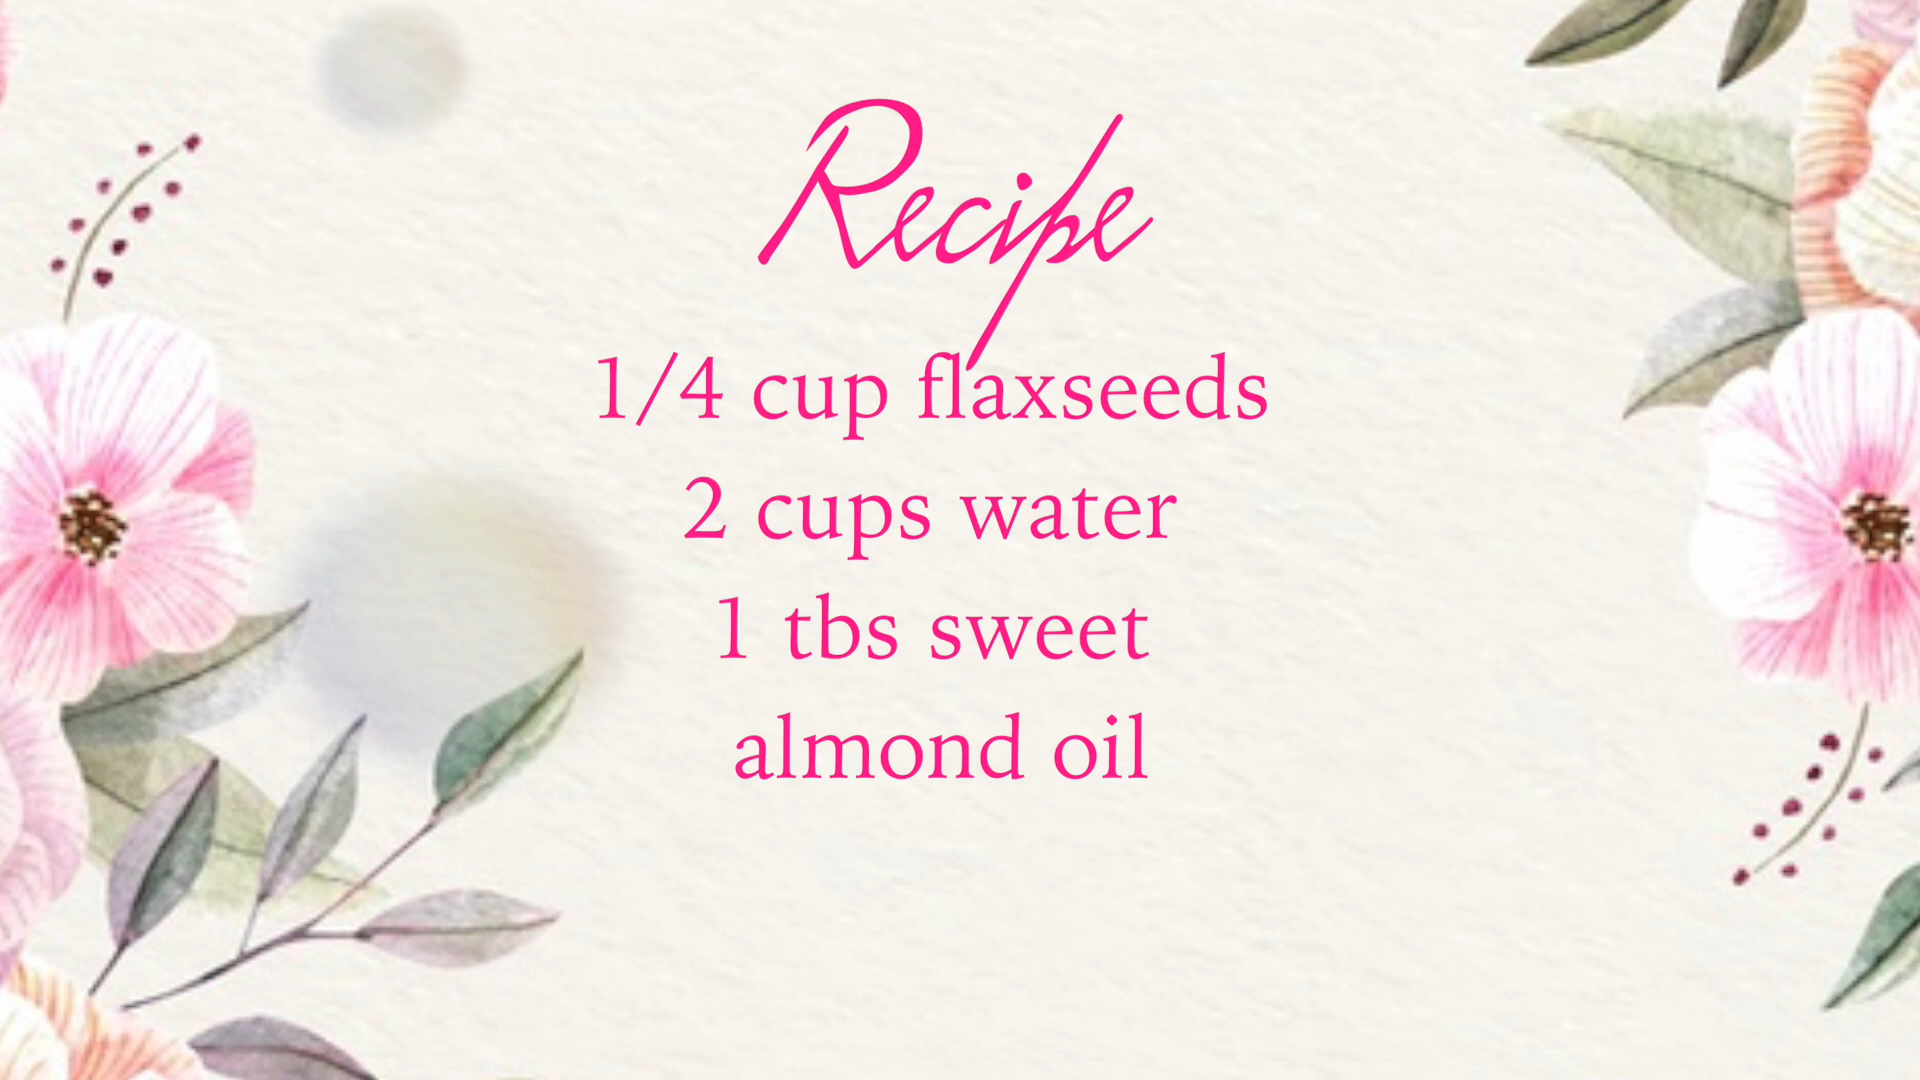 Recipe
1/4 cup flaxseeds
2 cups water
1 tbs sweet
almond oil